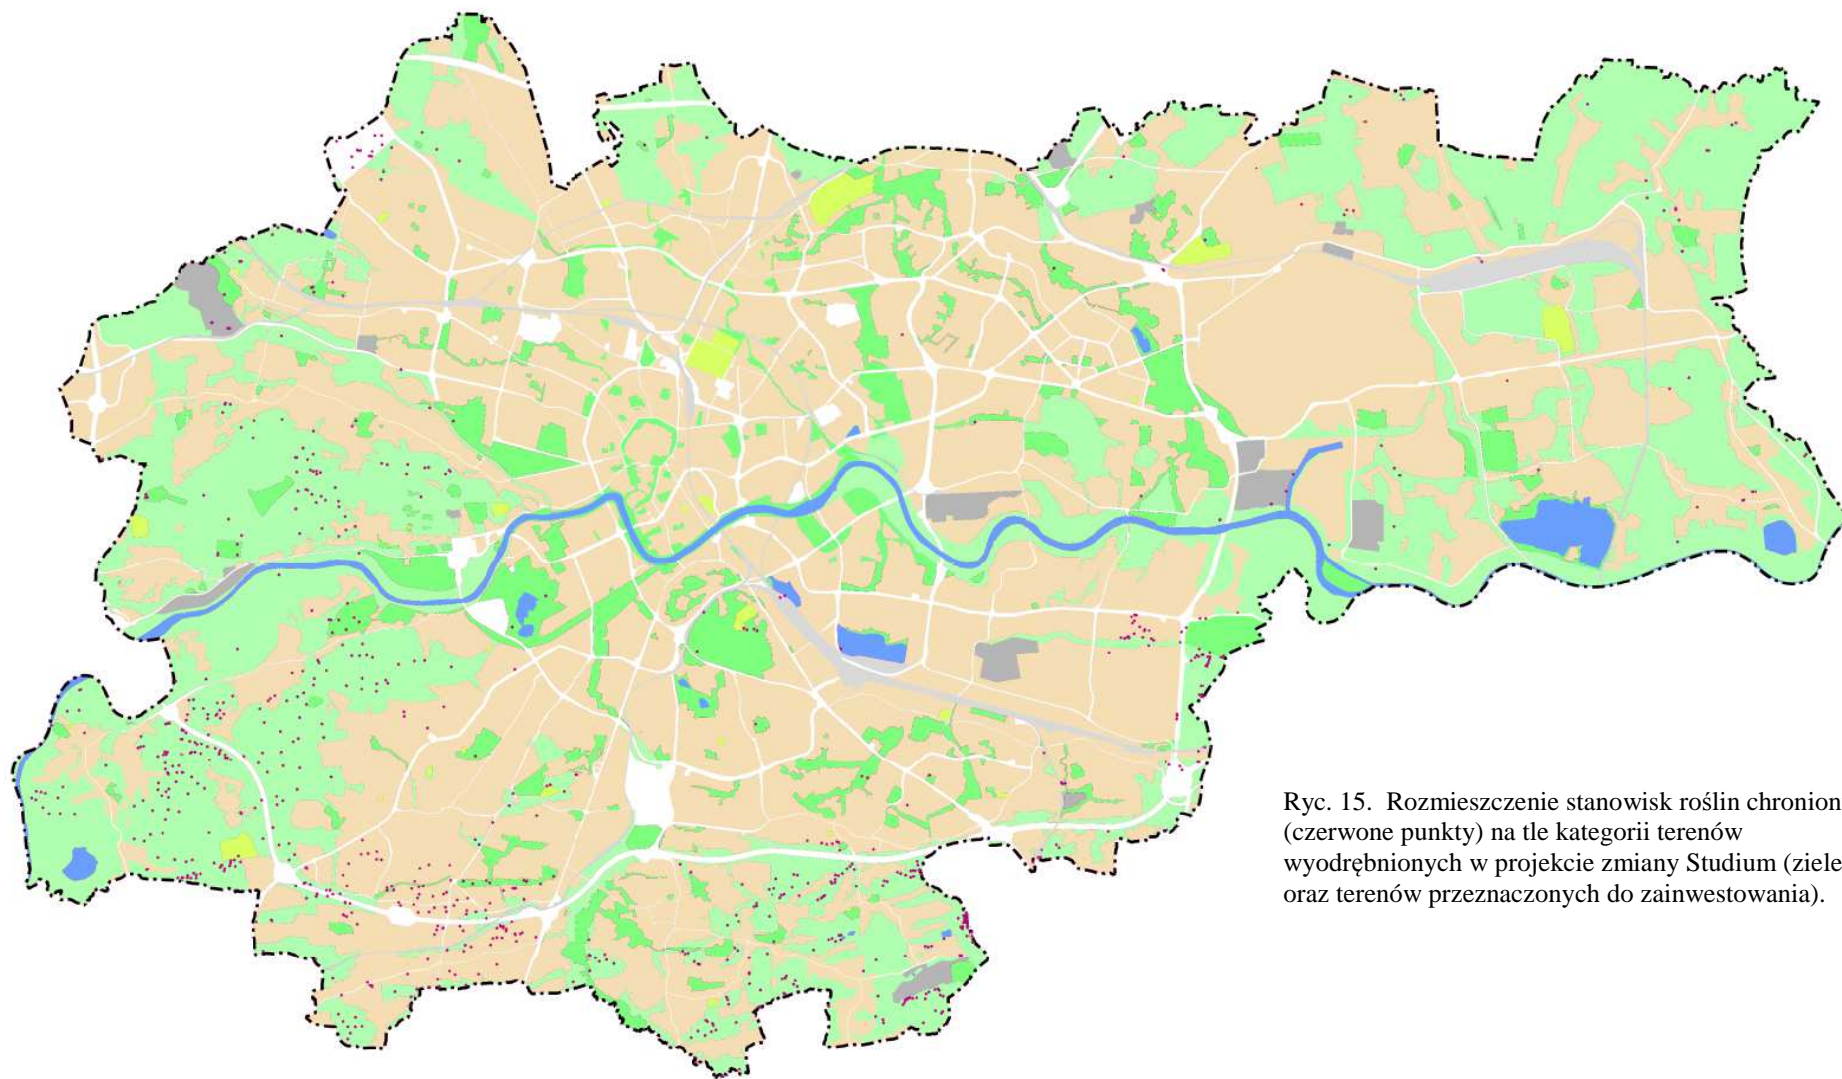 Ryc. 15. Rozmieszczenie stanowisk roślin chronion
(czerwone punkty) na tle kategorii terenów
wyodrębnionych w projekcie zmiany Studium (ziele
oraz terenów przeznaczonych do zainwestowania).